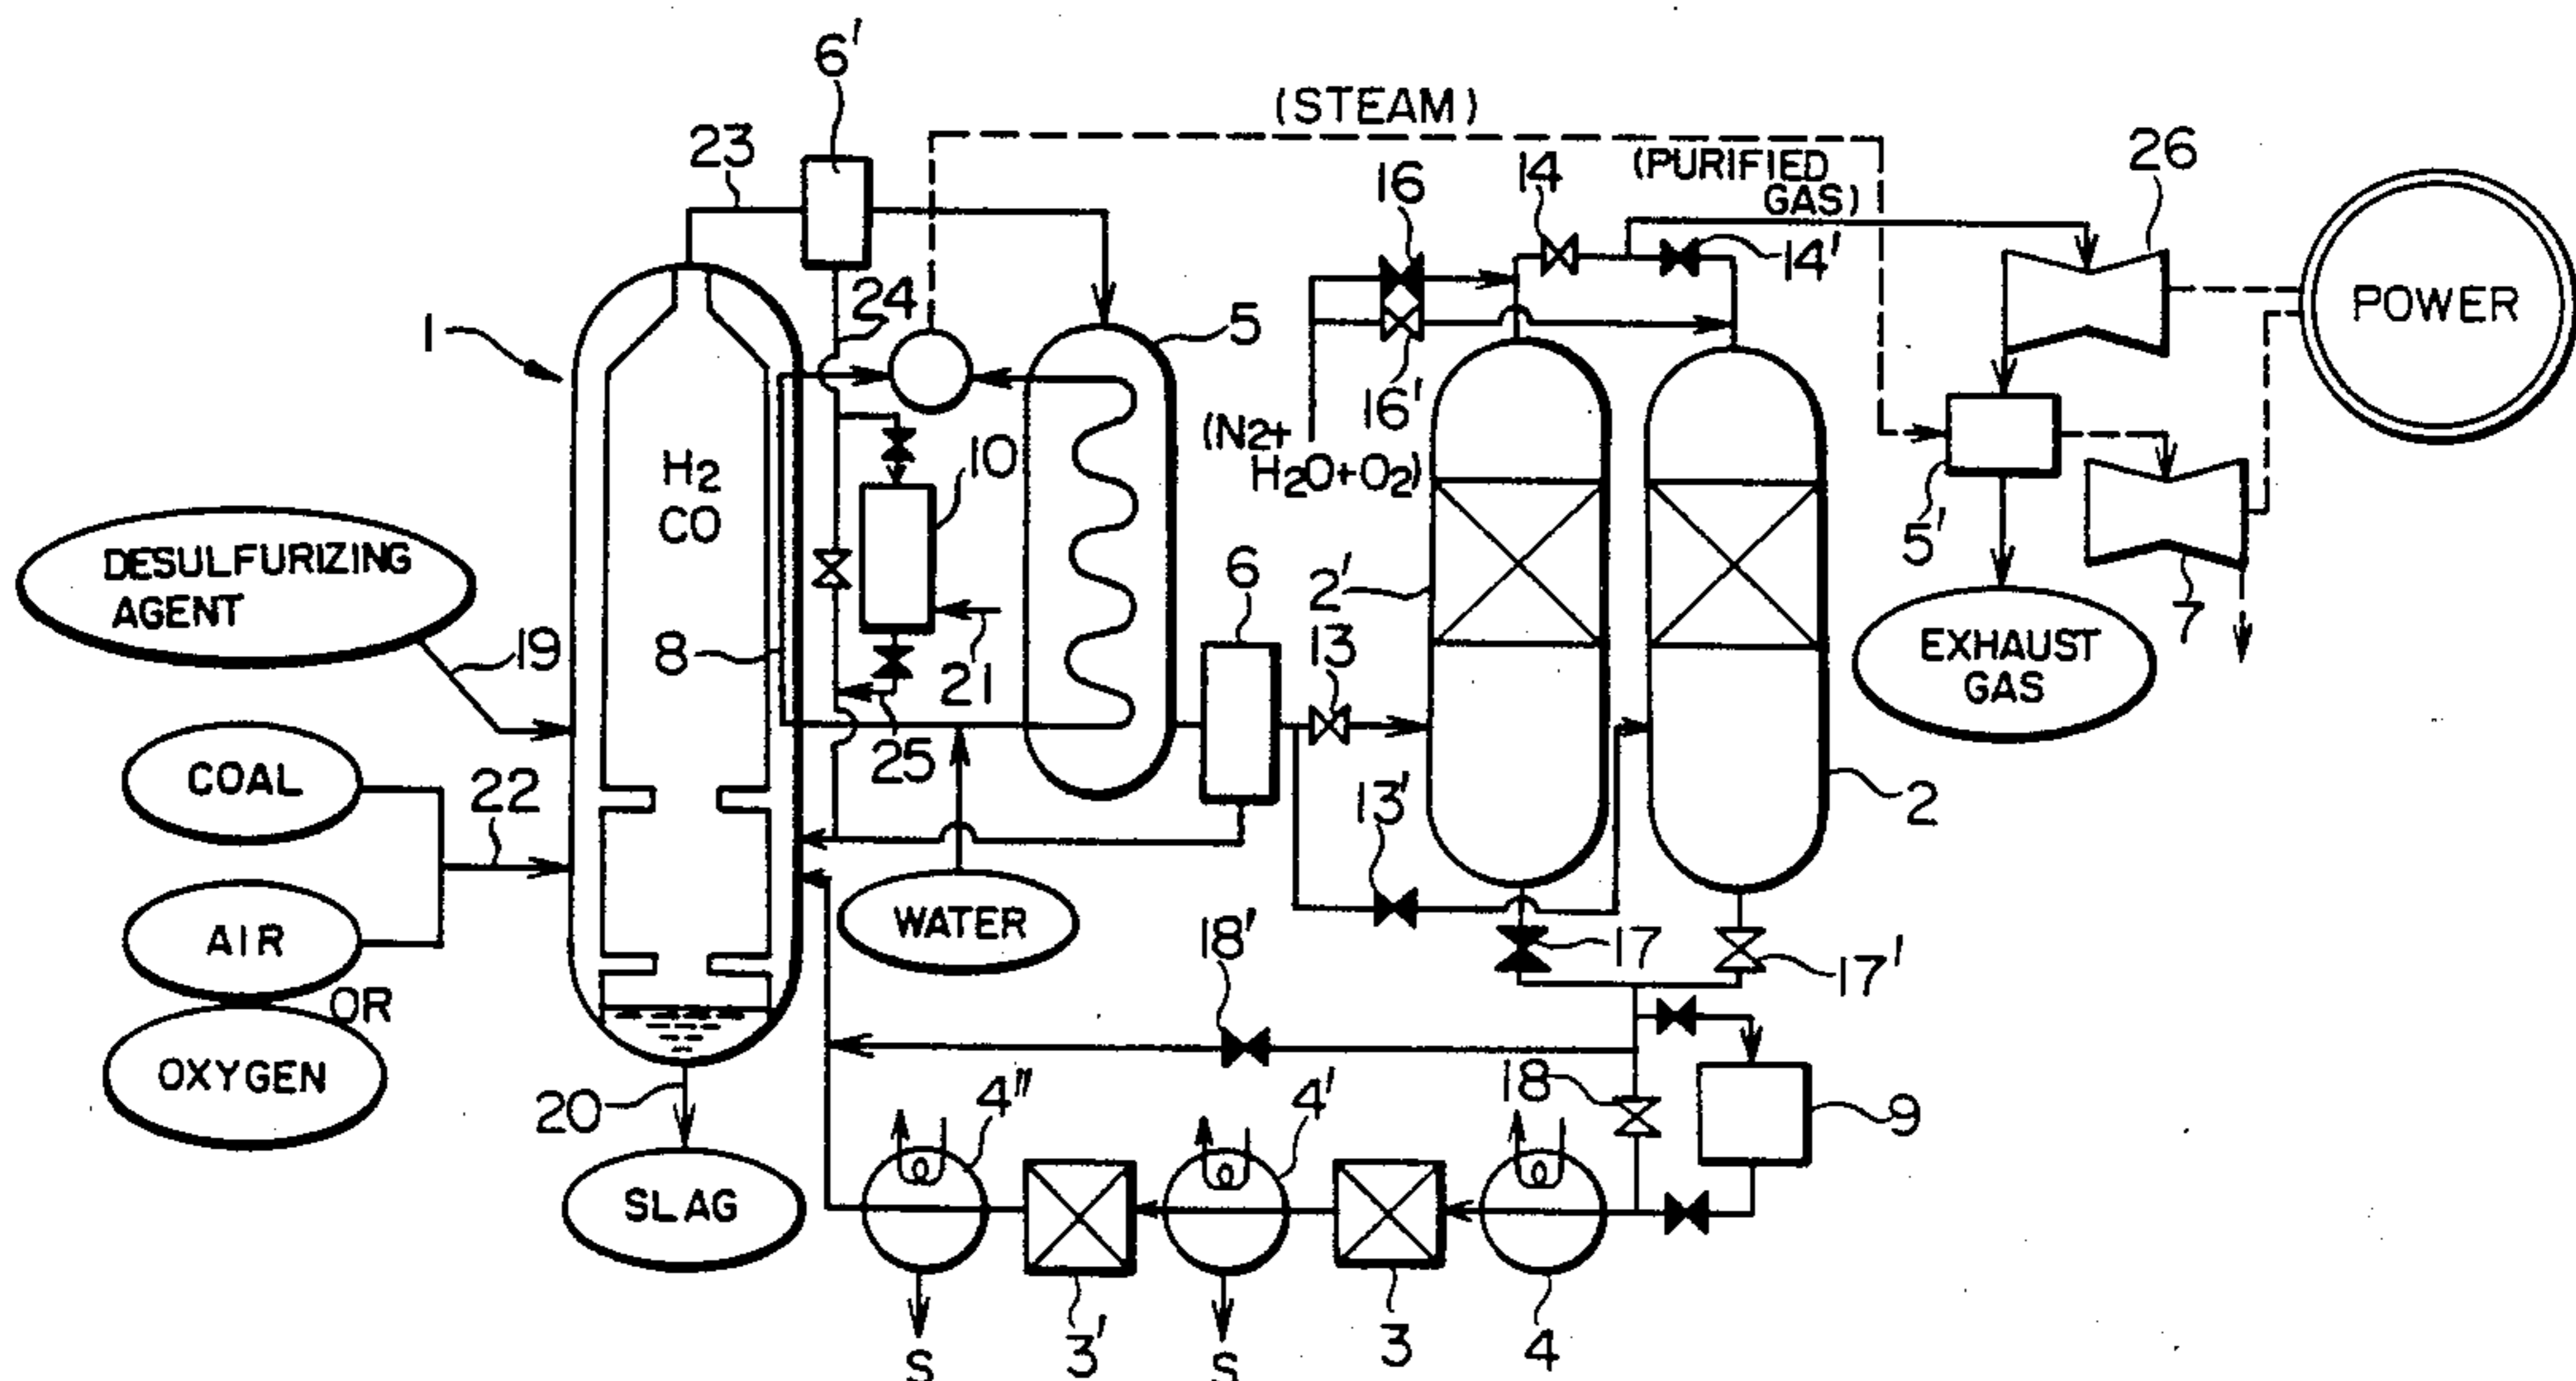 6'
(STEAM)
23
16
14
(PURIFIED
GAS)
26
14'
24
1
5
POWER
16'
(N2+
H2O+O2)
H2
CO
10
5'
DESULFURIZING
AGENT
2'
6
7
19
8
21
13
EXHAUST
GAS
25
COAL
22
13'
2
AIR
WATER
18'
17
17'
OR
OXYGEN
20
4"
4'
18
9
SLAG
3'
3
4
S
S